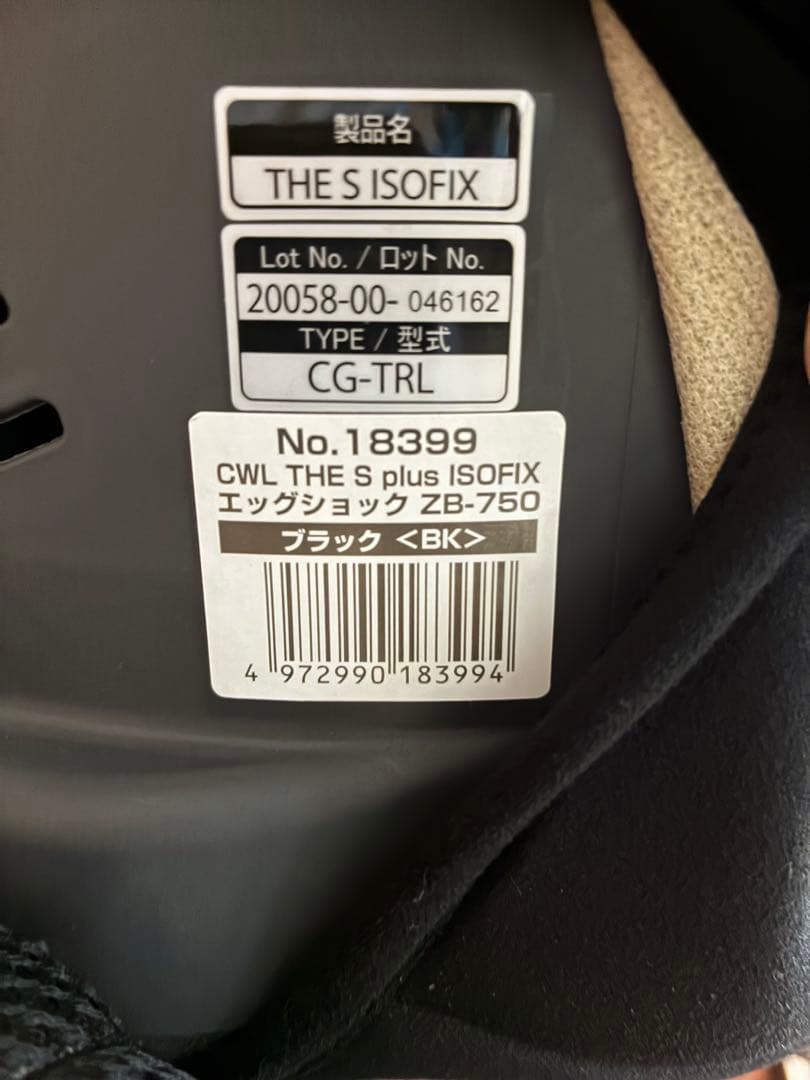 製品名
THE S ISOFIX
Lot No. / ロット No.
20058-00- 046162
TYPE / 型式
CG-TRL
No.18399
CWL THE S plus ISOFIX
エッグショック ZB-750
ブラック <BK>
4 972990 183994